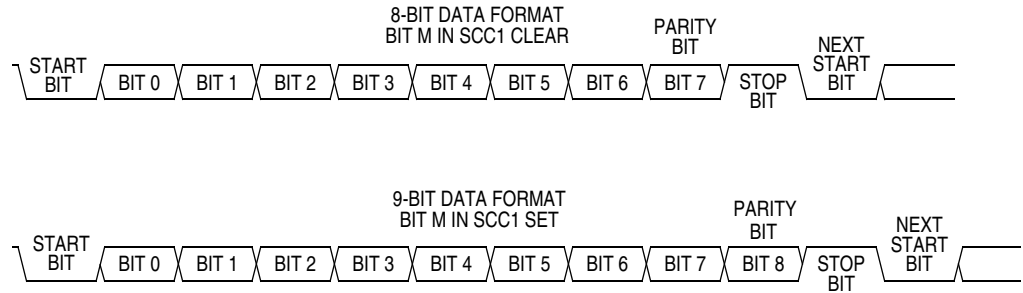 8-BIT DATA FORMAT
BIT M IN SCC1 CLEAR
PARITY
BIT
NEXT
START
BIT
START
BIT
BIT 0
BIT 1
BIT 2
BIT 3
BIT 4
BIT 5
BIT 6
BIT 7
STOP
BIT
9-BIT DATA FORMAT
BIT M IN SCC1 SET
PARITY
BIT
NEXT
START
BIT
START
BIT
BIT 0
BIT 1
BIT 2
BIT 3
BIT 4
BIT 5
BIT 6
BIT 7
BIT 8
STOP
BIT